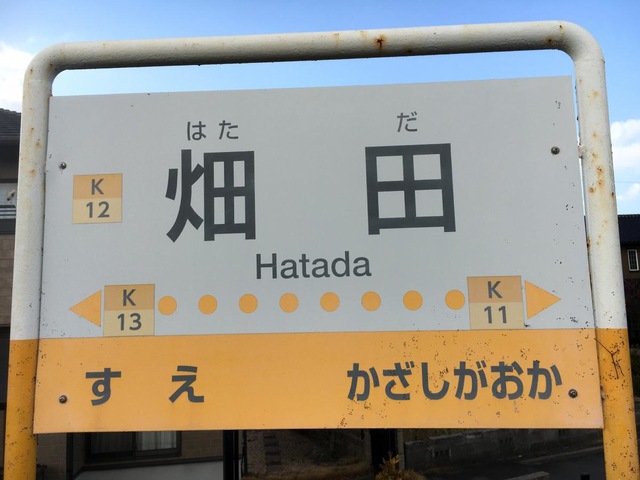 はた だ
畑 田
K
12
Hatada
K
13
K
11
すえ かざしがおか